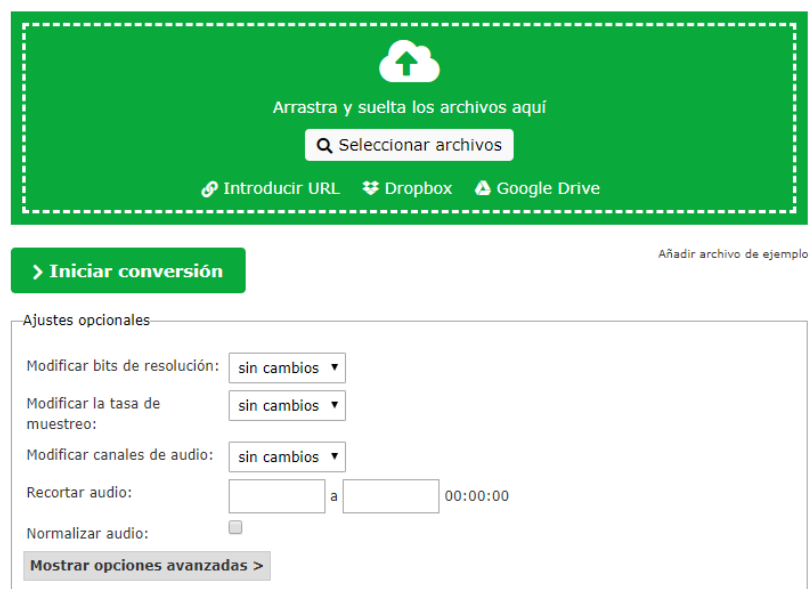 Arrastra y suelta los archivos aquí
Seleccionar archivos
Introducir URL Dropbox Google Drive
Iniciar conversión
Añadir archivo de ejemplo
Ajustes opcionales
Modificar bits de resolución: sin cambios
Modificar la tasa de
muestreo:
sin cambios
Modificar canales de audio: sin cambios
Recortar audio: a 00:00:00
Normalizar audio:
Mostrar opciones avanzadas >